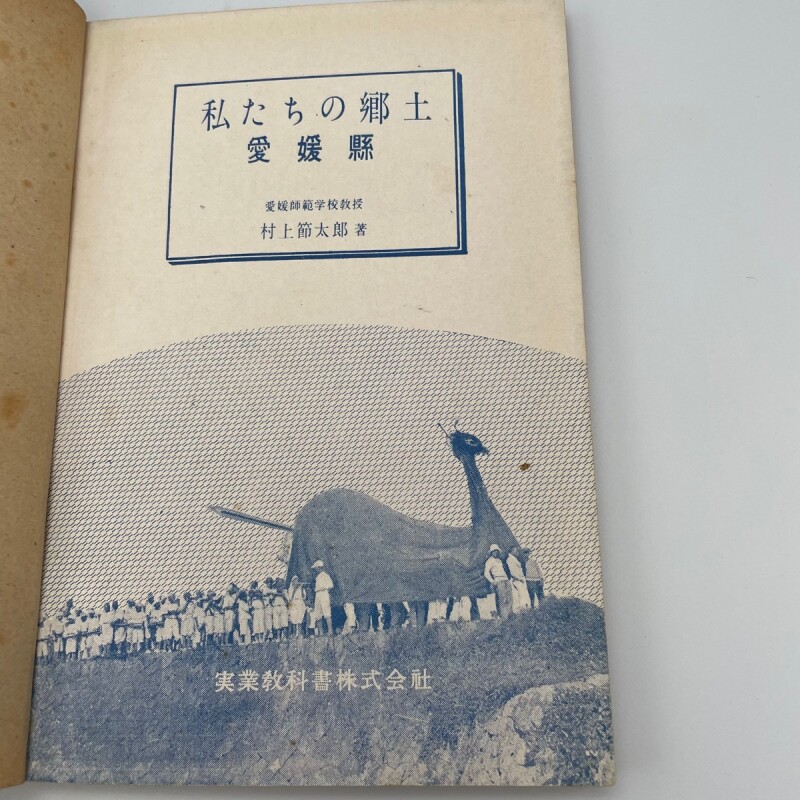 私たちの郷土
愛媛縣
愛媛師範学校教授
村上節太郎 著
実業教科書株式会社